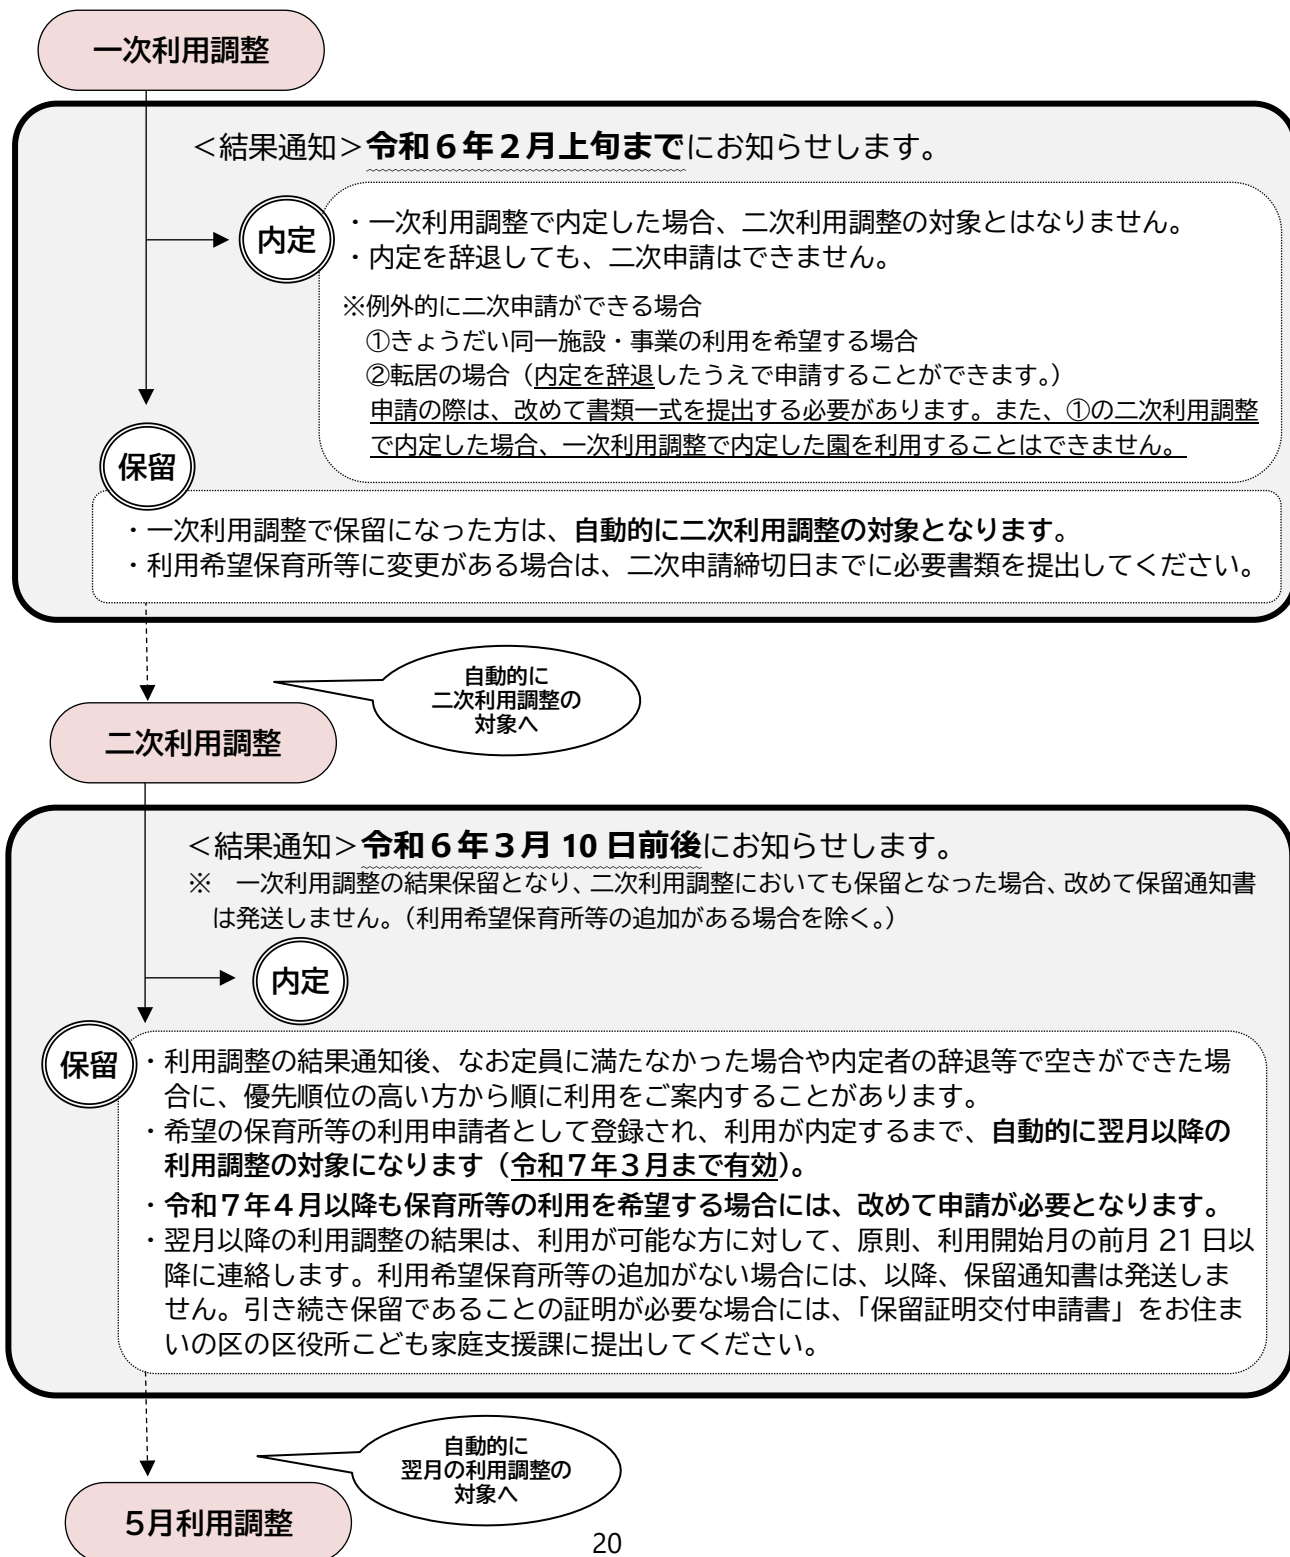 一次利用調整
＜結果通知＞令和６年２月上旬までにお知らせします。
内定
・一次利用調整で内定した場合、二次利用調整の対象とはなりません。
・内定を辞退しても、二次申請はできません。
※例外的に二次申請ができる場合
①きょうだい同一施設・事業の利用を希望する場合
②転居の場合（内定を辞退したうえで申請することができます。）
申請の際は、改めて書類一式を提出する必要があります。また、①の二次利用調整
で内定した場合、一次利用調整で内定した園を利用することはできません。
保留
・一次利用調整で保留になった方は、自動的に二次利用調整の対象となります。
・利用希望保育所等に変更がある場合は、二次申請締切日までに必要書類を提出してください。
自動的に
二次利用調整の
対象へ
二次利用調整
＜結果通知＞令和６年３月 10 日前後にお知らせします。
※　一次利用調整の結果保留となり、二次利用調整においても保留となった場合、改めて保留通知書
は発送しません。（利用希望保育所等の追加がある場合を除く。）
内定
保留
・利用調整の結果通知後、なお定員に満たなかった場合や内定者の辞退等で空きができた場
合に、優先順位の高い方から順に利用をご案内することがあります。
・希望の保育所等の利用申請者として登録され、利用が内定するまで、自動的に翌月以降の
利用調整の対象になります（令和７年３月まで有効）。
・令和７年４月以降も保育所等の利用を希望する場合には、改めて申請が必要となります。
・翌月以降の利用調整の結果は、利用が可能な方に対して、原則、利用開始月の前月 21 日以
降に連絡します。利用希望保育所等の追加がない場合には、以降、保留通知書は発送しま
せん。引き続き保留であることの証明が必要な場合には、「保留証明交付申請書」をお住ま
いの区の区役所こども家庭支援課に提出してください。
自動的に
翌月の利用調整の
対象へ
５月利用調整
20